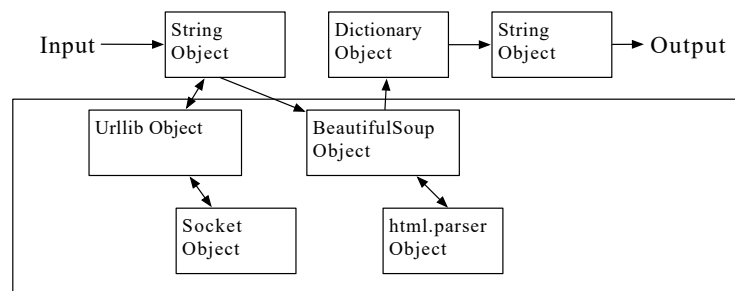 Input
String
Object
Dictionary
Object
String
Object
Output
Urllib Object
BeautifulSoup
Object
Socket
Object
html.parser
Object